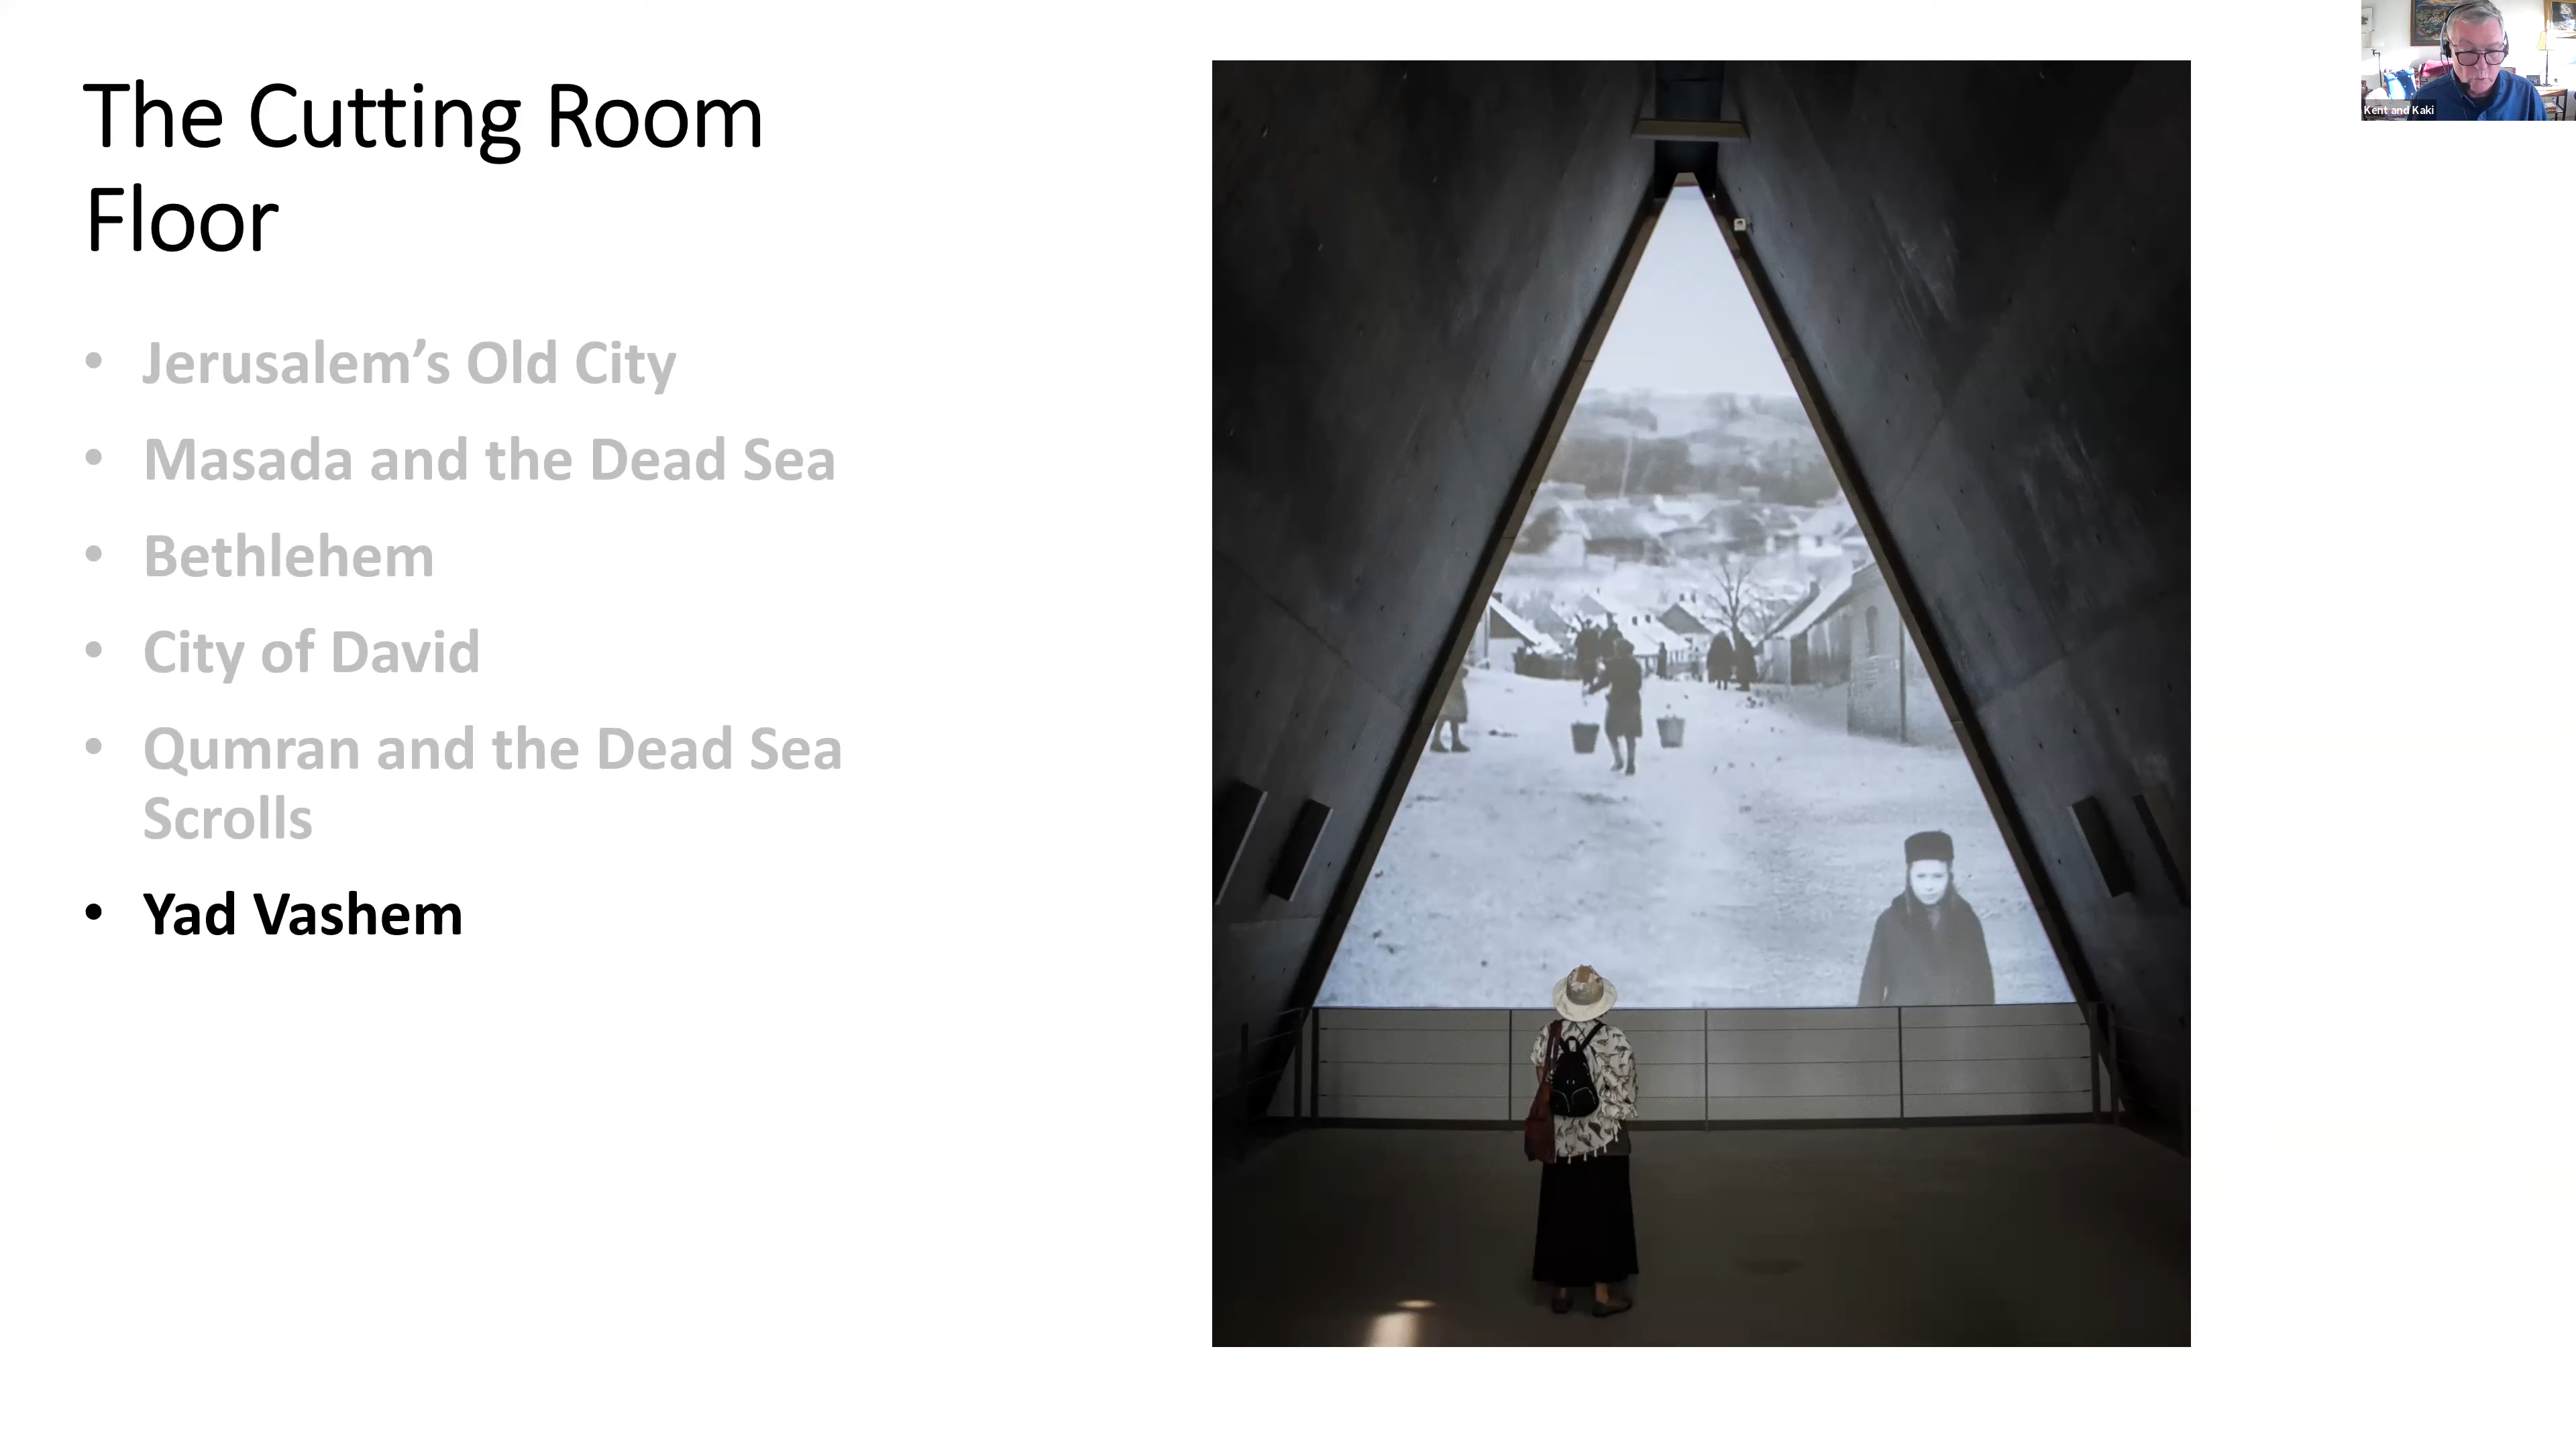 The Cutting Room
Floor
• Jerusalem’s Old City
• Masada and the Dead Sea
• Bethlehem
• City of David
• Qumran and the Dead Sea
Scrolls
• Yad Vashem
Kent and Kaki